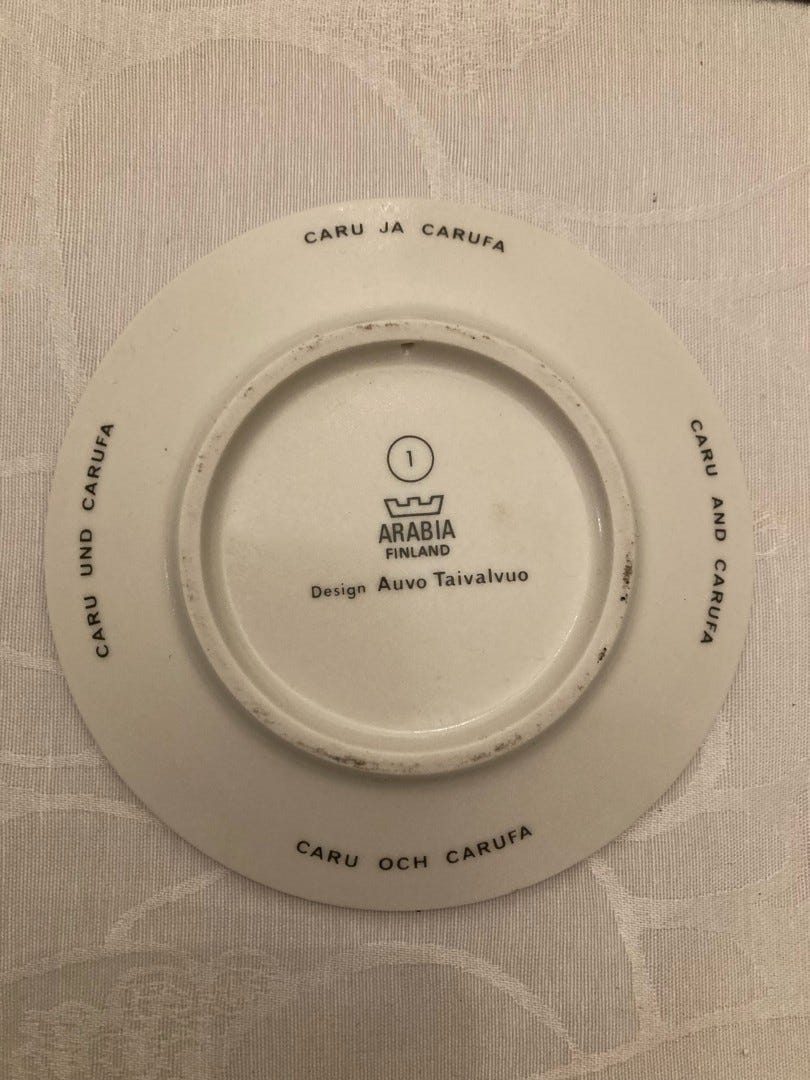 CARU JA CARUFA
CARU AND CARUFA
CARU OCH CARUFA
CARU UND CARUFA
1
ARABIA
FINLAND
Design Auvo Taivalvuo